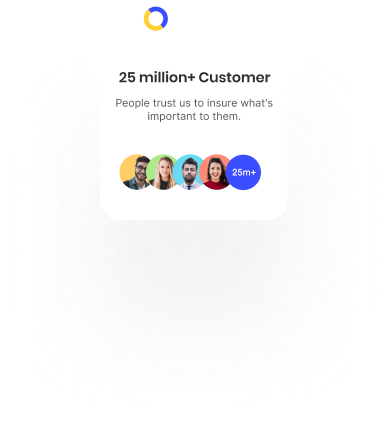 25 million+ Customer
People trust us to insure what's
important to them.
25m+